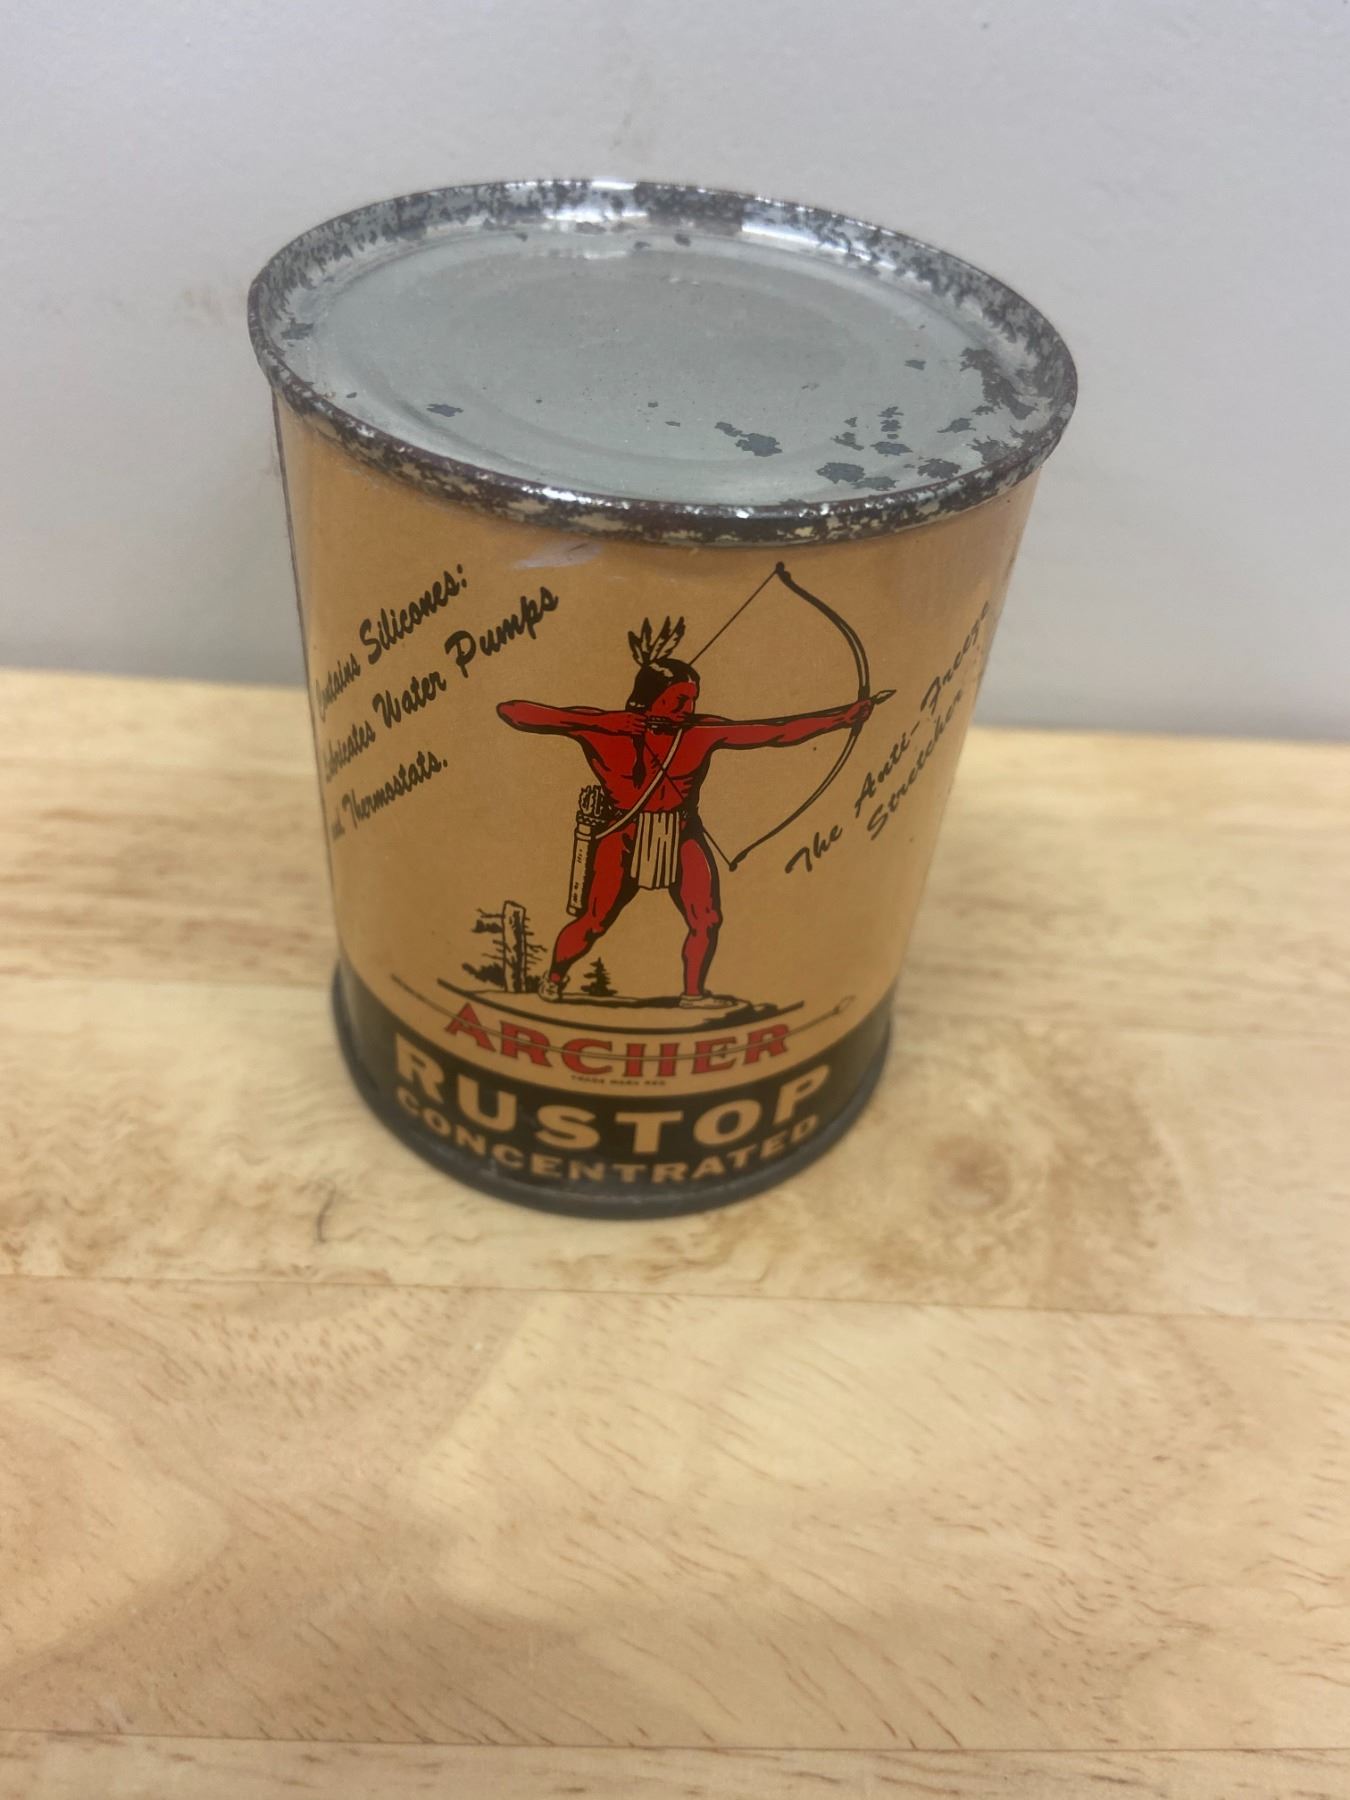 Contains Silicones:
Lubricates Water Pumps
and Thermostats.
The Anti-Freeze
Stretcher
ARCHER
TRADE MARK REG
RUSTOP
CONCENTRATED